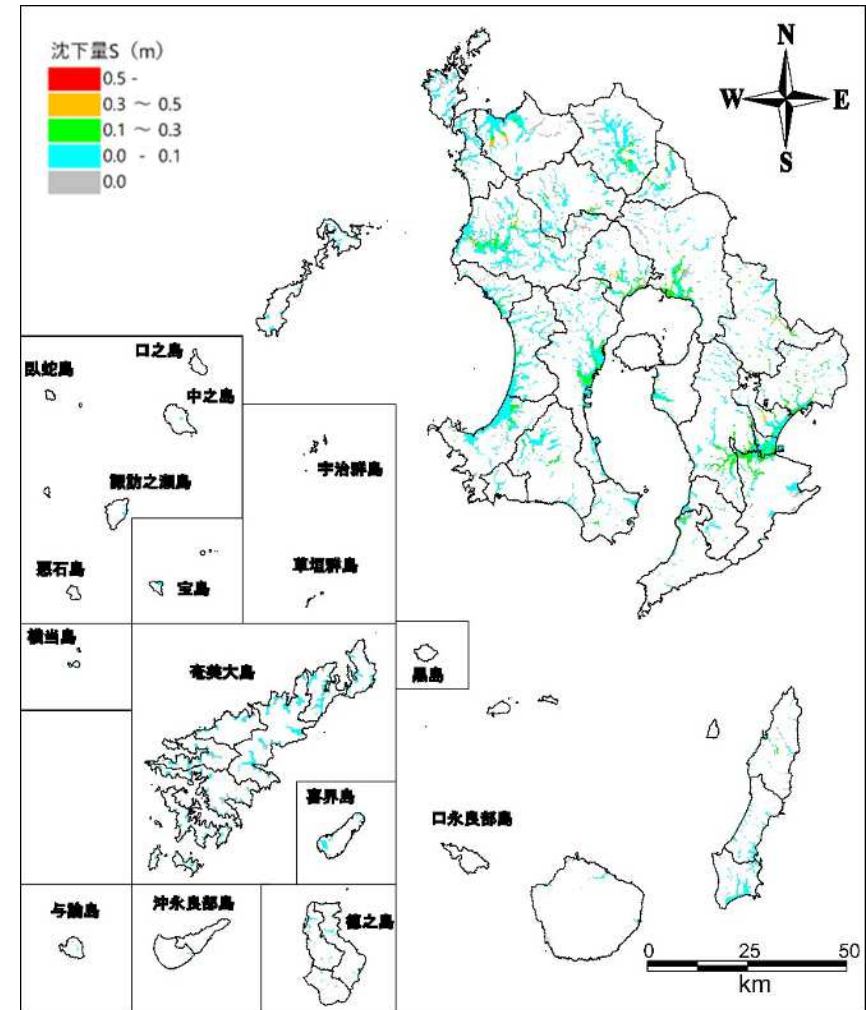 沈下量S（m）
0.5 -
0.3 ～ 0.5
0.1 ～ 0.3
0.0 - 0.1
0.0
N
W
E
S
口之島
臥蛇島
中之島
諏訪之瀬島
宇治群島
悪石島
宝島
草垣群島
横当島
奄美大島
黒島
喜界島
口永良部島
与論島
沖永良部島
徳之島
0 25 50
km